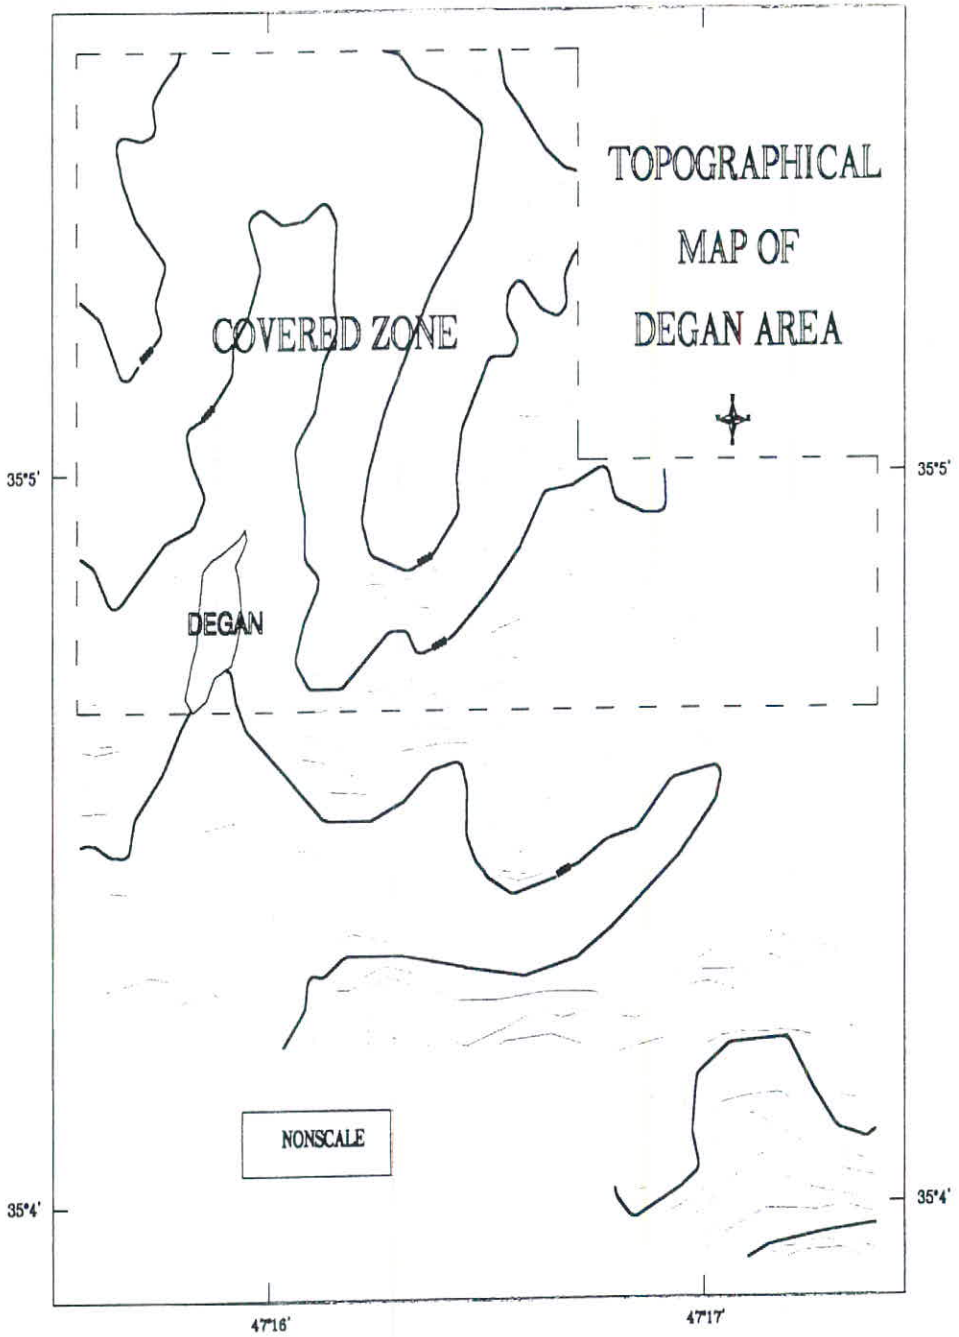 TOPOGRAPHICAL
MAP OF
DEGAN AREA
COVERED ZONE
35°5'
35°5'
DEGAN
NONSCALE
35°4'
35°4'
47°16'
47°17'